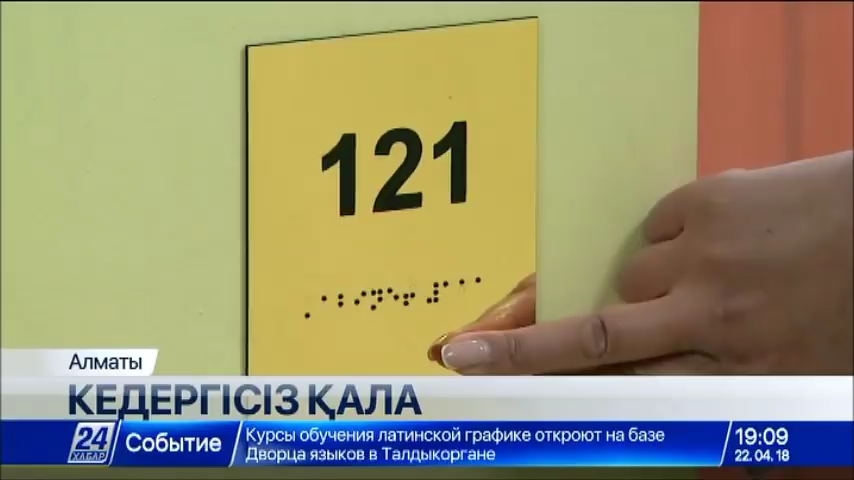 121
Алматы
КЕДЕРГІСІЗ ҚАЛА
24
ХАБАР
Событие
Курсы обучения латинской графике откроют на базе
Дворца языков в Талдыкоргане
19:09
22.04.18